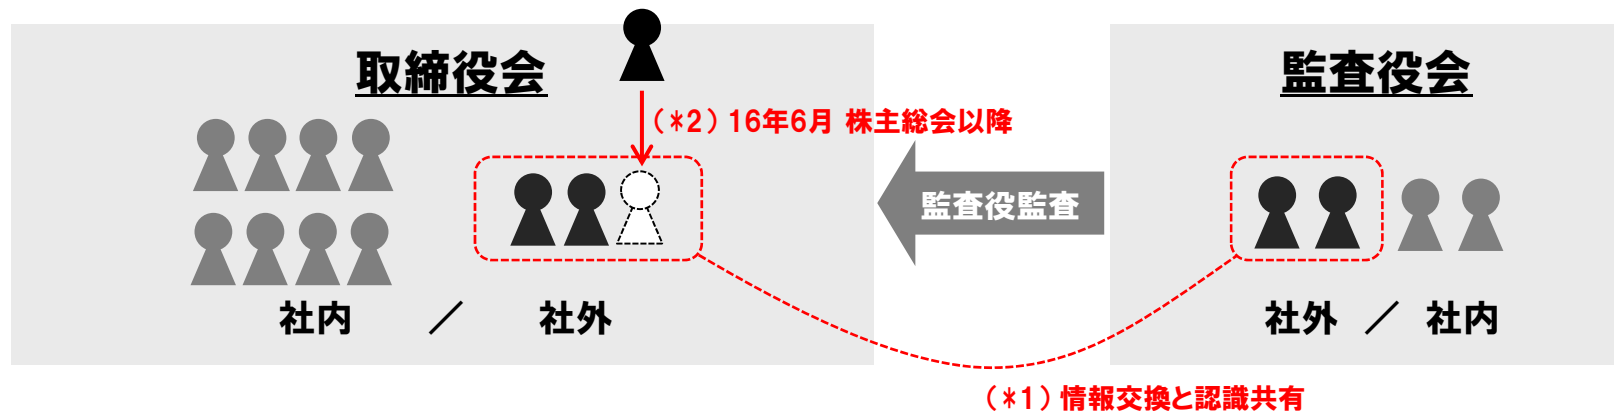 取締役会
監査役会
（*2）16年6月 株主総会以降
監査役監査
社内 ／ 社外
社外 ／ 社内
（*1）情報交換と認識共有